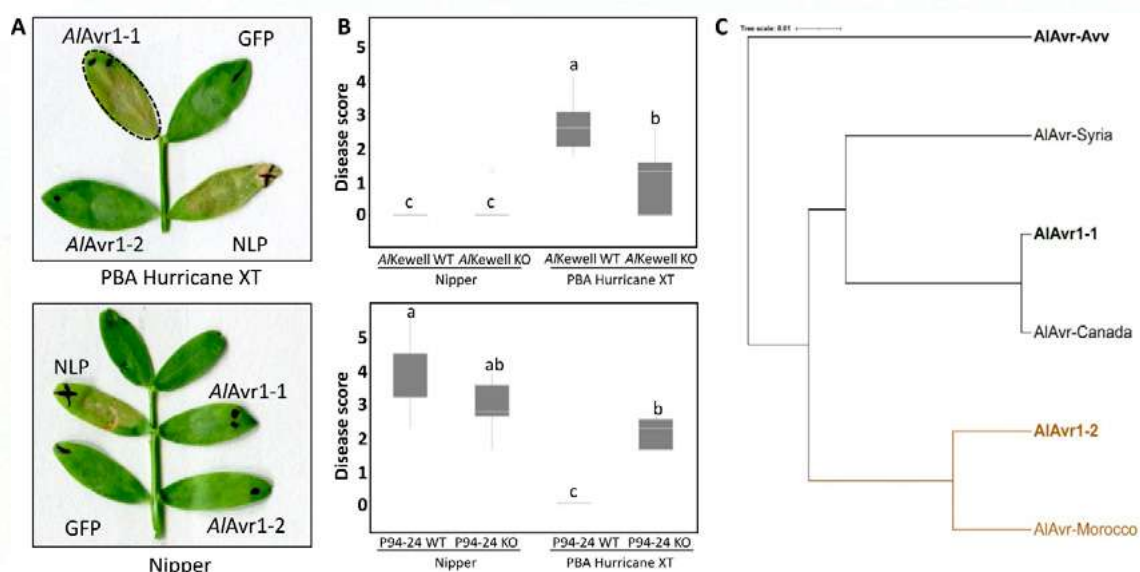 A
AlAvr1-1
GFP
AlAvr1-2
NLP
PBA Hurricane XT
NLP
AlAvr1-1
GFP
AlAvr1-2
Nipper
B
Disease score
5
4
3
2
1
0
c
c
a
b
AlKewell WT AlKewell KO AlKewell WT AlKewell KO
Nipper PBA Hurricane XT
Disease score
5
4
3
2
1
0
a
ab
c
b
P94-24 WT P94-24 KO P94-24 WT P94-24 KO
Nipper PBA Hurricane XT
C
Tree scale: 0.01
AlAvr-Avv
AlAvr-Syria
AlAvr1-1
AlAvr-Canada
AlAvr1-2
AlAvr-Morocco